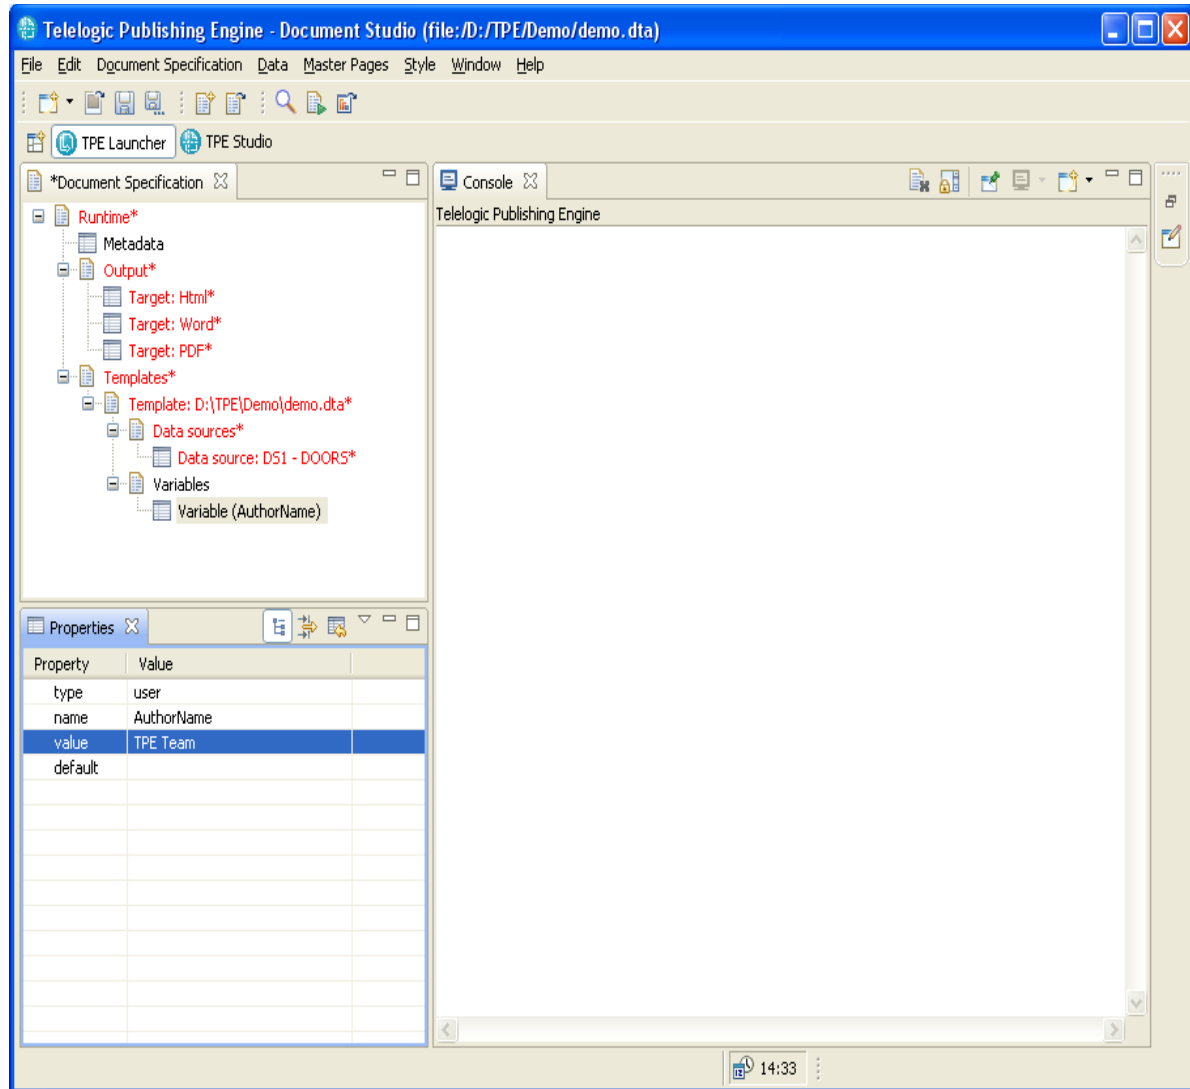 Telelogic Publishing Engine - Document Studio (file:/D:/TPE/Demo/demo.dta)
File Edit Document Specification Data Master Pages Style Window Help
TPE Launcher TPE Studio
*Document Specification
Runtime*
Metadata
Output*
Target: Html*
Target: Word*
Target: PDF*
Templates*
Template: D:\TPE\Demo\demo.dta*
Data sources*
Data source: DS1 - DOORS*
Variables
Variable (AuthorName)
Console
Telelogic Publishing Engine
Properties
Property Value
type user
name AuthorName
value TPE Team
default
14:33